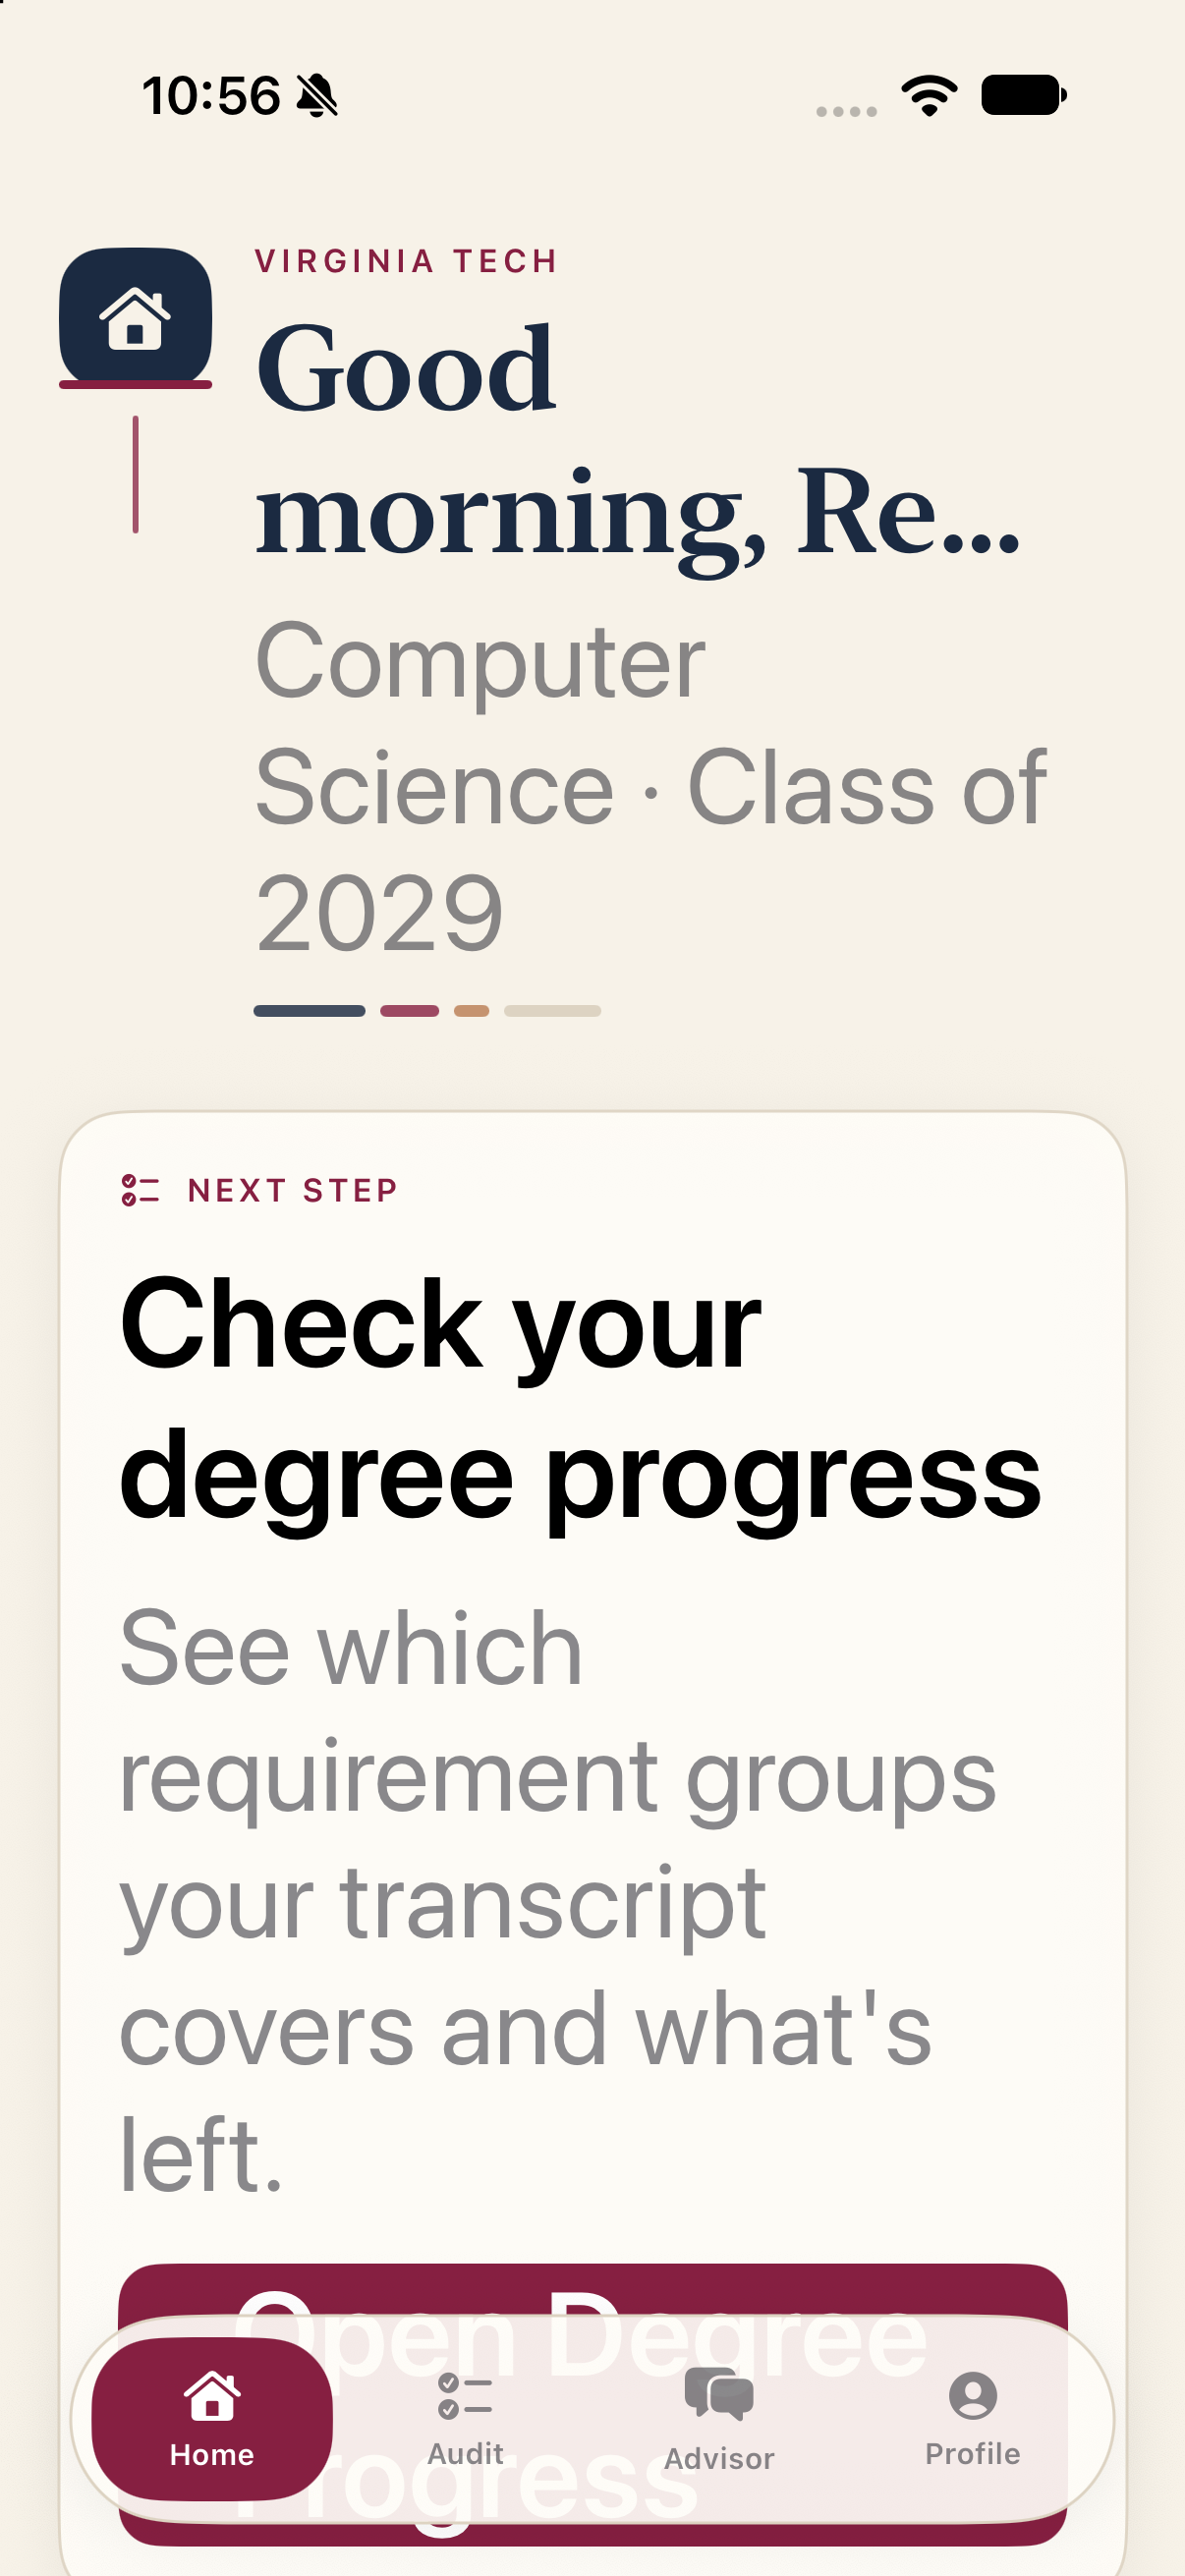 10:56
VIRGINIA TECH
Good
morning, Re...
Computer
Science · Class of
2029
NEXT STEP
Check your
degree progress
See which
requirement groups
your transcript
covers and what's
left.
Open Degree
Progress
Home
Audit
Advisor
Profile